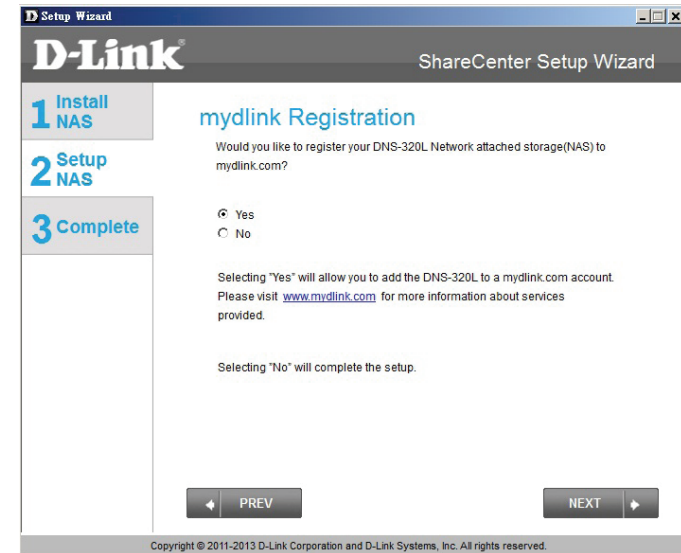 Setup Wizard
D-Link
ShareCenter Setup Wizard
1 Install
NAS
2 Setup
NAS
3 Complete
mydlink Registration
Would you like to register your DNS-320L Network attached storage(NAS) to
mydlink.com?
Yes
No
Selecting "Yes" will allow you to add the DNS-320L to a mydlink.com account.
Please visit www.mydlink.com for more information about services
provided.
Selecting "No" will complete the setup.
PREV
NEXT
Copyright © 2011-2013 D-Link Corporation and D-Link Systems, Inc. All rights reserved.